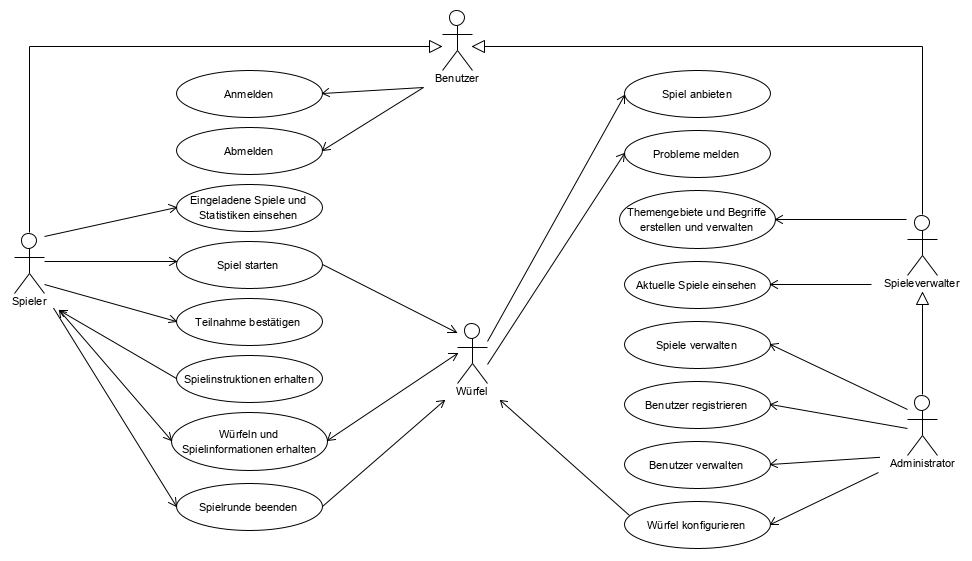 Benutzer
Anmelden
Abmelden
Eingeladene Spiele und
Statistiken einsehen
Spiel starten
Spieler
Teilnahme bestätigen
Spielinstruktionen erhalten
Würfeln und
Spielinformationen erhalten
Spielrunde beenden
Würfel
Spiel anbieten
Probleme melden
Themengebiete und Begriffe
erstellen und verwalten
Aktuelle Spiele einsehen
Spieleverwalter
Spiele verwalten
Benutzer registrieren
Benutzer verwalten
Administrator
Würfel konfigurieren